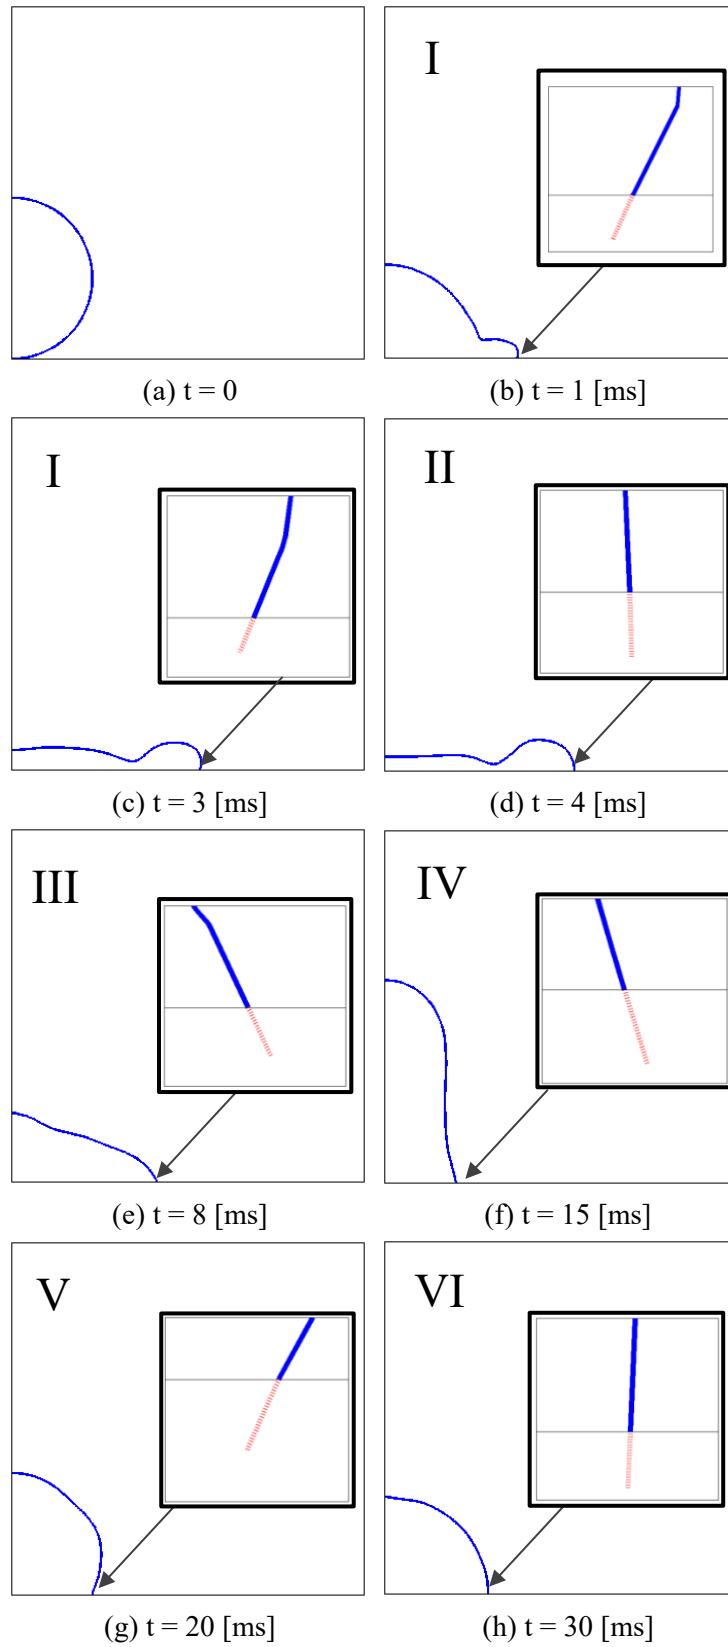 I
(a) t = 0
(b) t = 1 [ms]
I
II
(c) t = 3 [ms]
(d) t = 4 [ms]
III
IV
(e) t = 8 [ms]
(f) t = 15 [ms]
V
VI
(g) t = 20 [ms]
(h) t = 30 [ms]